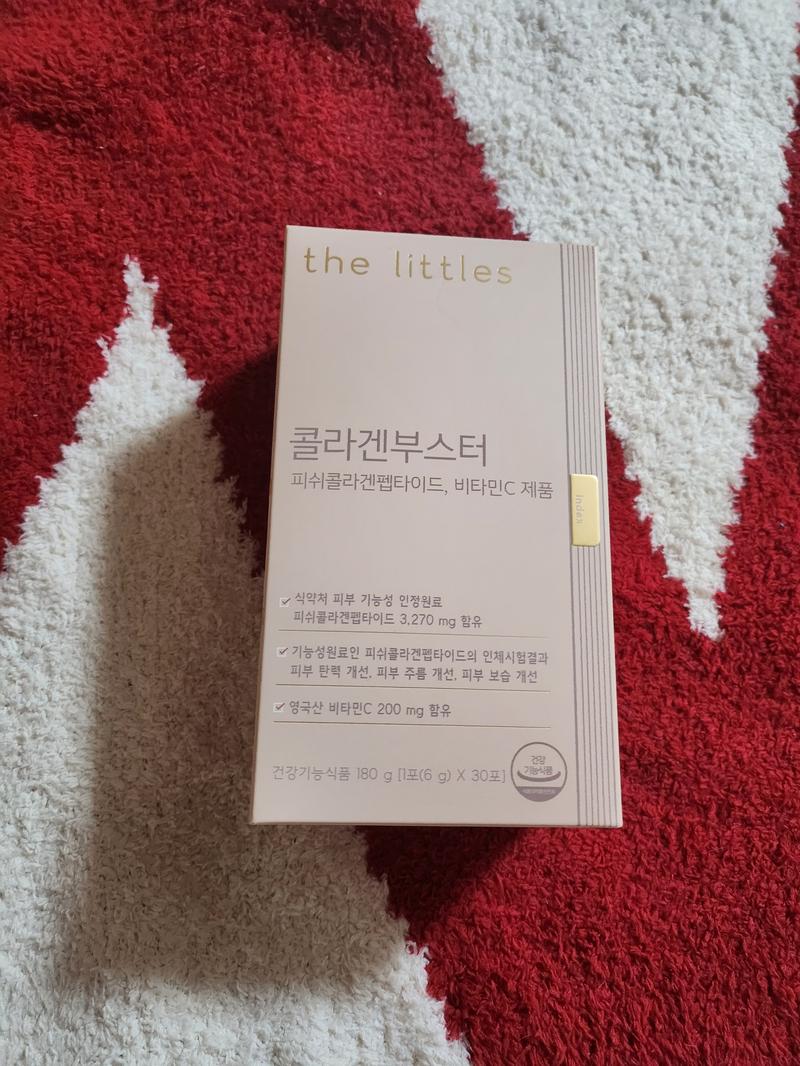 the littles
콜라겐부스터
피쉬콜라겐펩타이드, 비타민C 제품
index
식약처 피부 기능성 인정원료
피쉬콜라겐펩타이드 3,270 mg 함유
기능성원료인 피쉬콜라겐펩타이드의 인체시험결과
피부 탄력 개선, 피부 주름 개선, 피부 보습 개선
영국산 비타민C 200 mg 함유
건강기능식품 180 g [1포(6 g) X 30포]
건강
기능식품